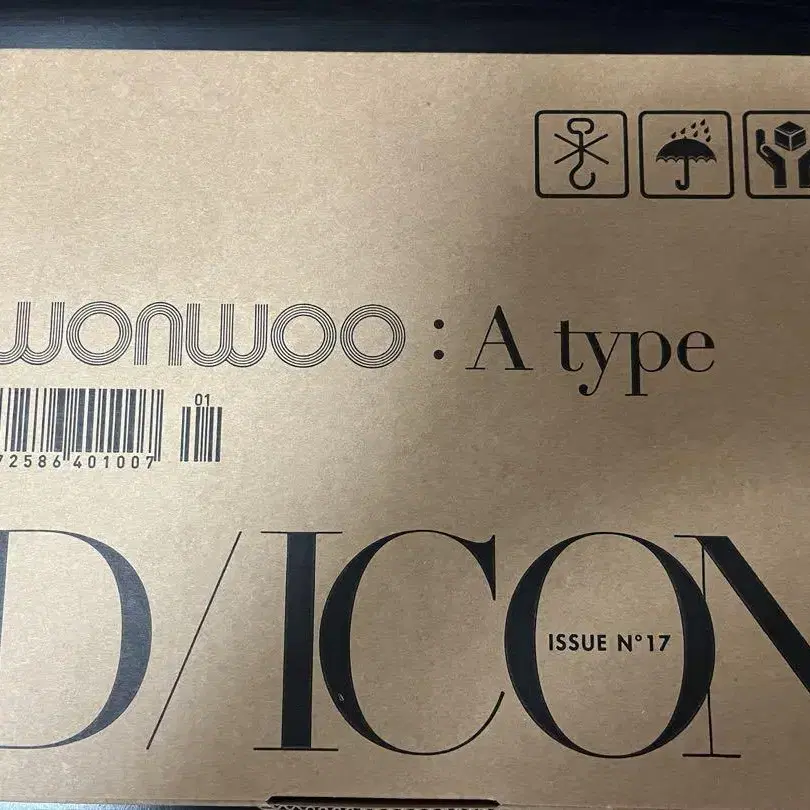 wonwoo : A type
01
72586 401007
D/ICON
ISSUE N°17